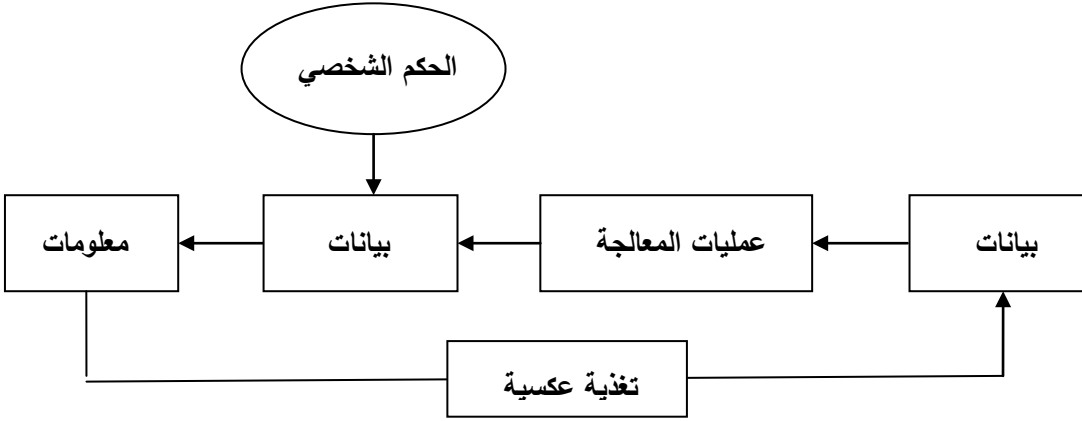 الحكم الشخصي
بيانات
عمليات المعالجة
بيانات
معلومات
تغذية عكسية